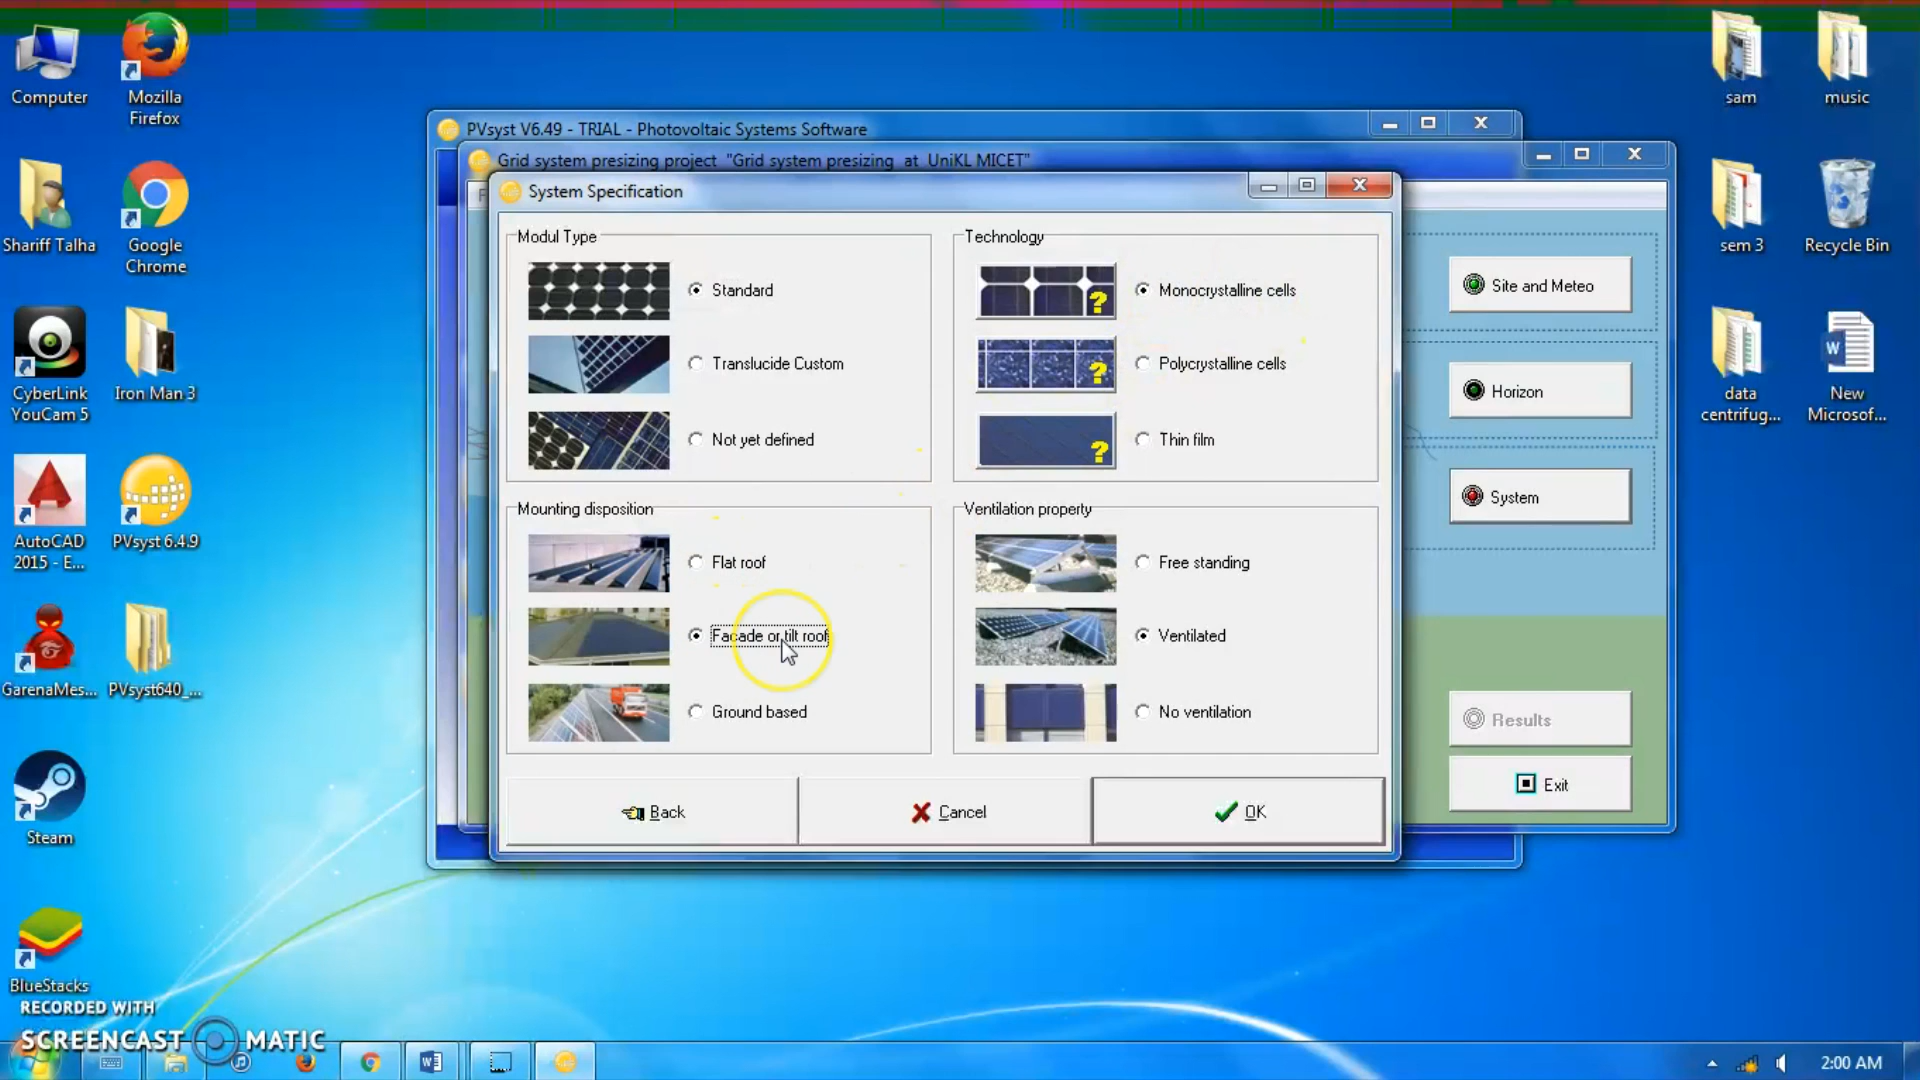 Computer
Mozilla
Firefox
Shariff Talha
Google
Chrome
CyberLink
YouCam 5
Iron Man 3
AutoCAD
2015 - E...
PVsyst 6.4.9
GarenaMes...
PVsyst640_...
Steam
BlueStacks
RECORDED WITH
SCREENCAST MATIC
PVsyst V6.49 - TRIAL - Photovoltaic Systems Software
Grid system presizing project "Grid system presizing at UniKL MICET"
System Specification
Modul Type
Standard
Translucide Custom
Not yet defined
Technology
Monocrystalline cells
Polycrystalline cells
Thin film
Mounting disposition
Flat roof
Facade or tilt roof
Ground based
Ventilation property
Free standing
Ventilated
No ventilation
Back
Cancel
OK
Site and Meteo
Horizon
System
Results
Exit
sam
music
sem 3
Recycle Bin
data
centrifug...
New
Microsof...
2:00 AM